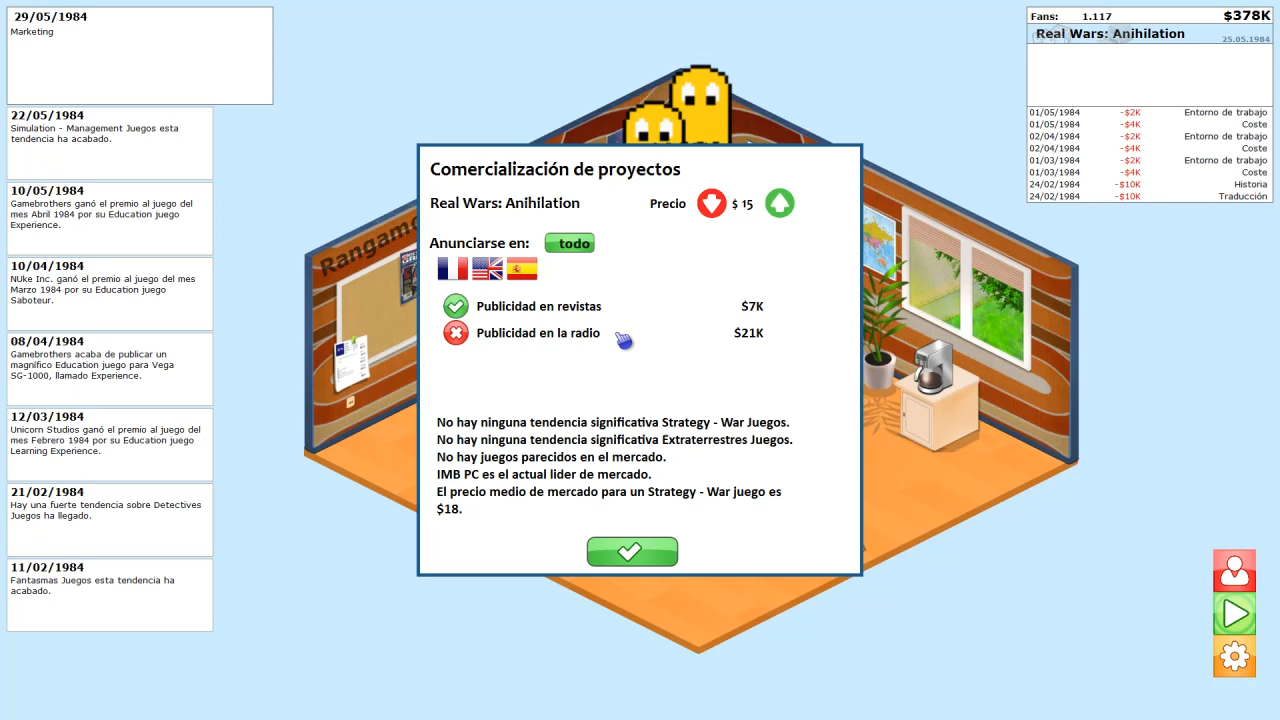 29/05/1984
Marketing
22/05/1984
Simulation - Management Juegos esta
tendencia ha acabado.
10/05/1984
Gamebrothers ganó el premio al juego del
mes Abril 1984 por su Education juego
Experience.
10/04/1984
NUke Inc. ganó el premio al juego del mes
Marzo 1984 por su Education juego
Saboteur.
08/04/1984
Gamebrothers acaba de publicar un
magnífico Education juego para Vega
SG-1000, llamado Experience.
12/03/1984
Unicorn Studios ganó el premio al juego del
mes Febrero 1984 por su Education juego
Learning Experience.
21/02/1984
Hay una fuerte tendencia sobre Detectives
Juegos ha llegado.
11/02/1984
Fantasmas Juegos esta tendencia ha
acabado.
Comercialización de proyectos
Real Wars: Anihilation Precio $ 15
Anunciarse en: todo
Publicidad en revistas $7K
Publicidad en la radio $21K
No hay ninguna tendencia significativa Strategy - War Juegos.
No hay ninguna tendencia significativa Extraterrestres Juegos.
No hay juegos parecidos en el mercado.
IMB PC es el actual lider de mercado.
El precio medio de mercado para un Strategy - War juego es
$18.
Fans: 1.117 $378K
Real Wars: Anihilation 25.05.1984
01/05/1984 -$2K Entorno de trabajo
01/05/1984 -$4K Coste
02/04/1984 -$2K Entorno de trabajo
02/04/1984 -$4K Coste
01/03/1984 -$2K Entorno de trabajo
01/03/1984 -$4K Coste
24/02/1984 -$10K Historia
24/02/1984 -$10K Traducción